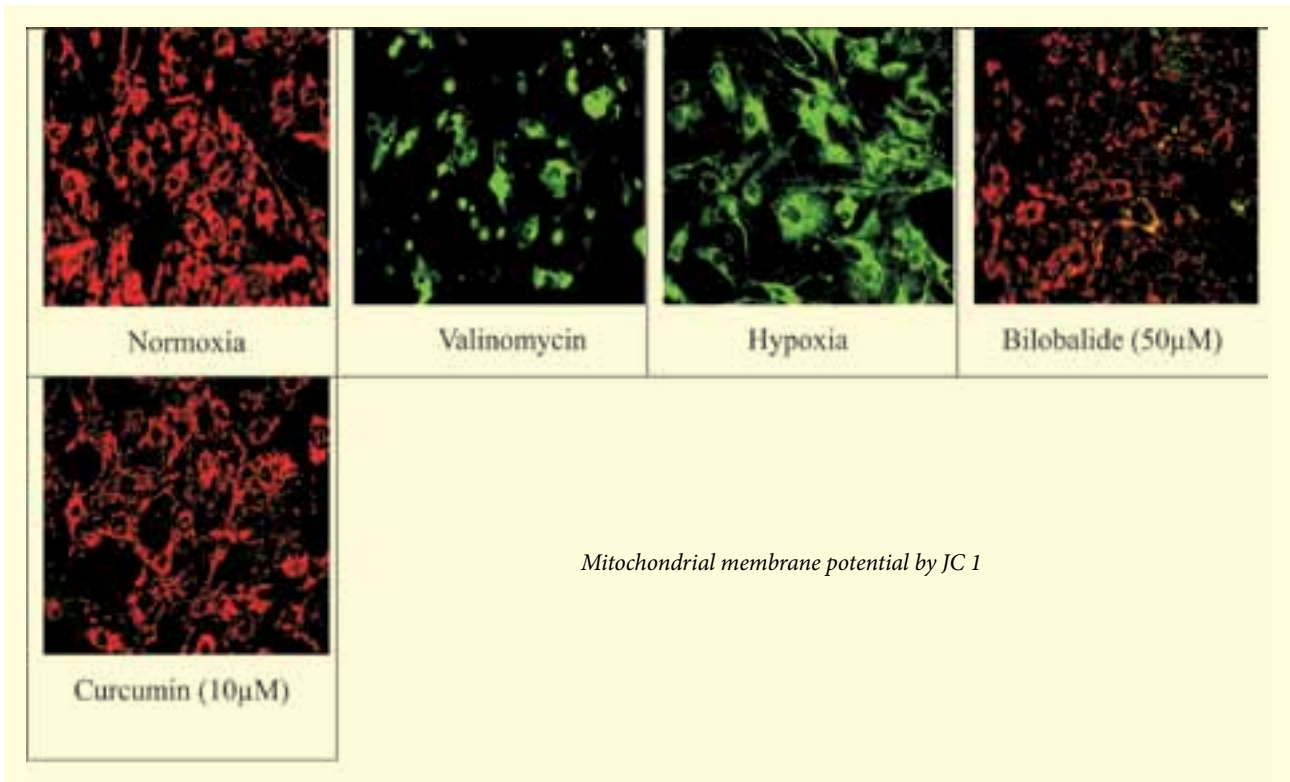 Normoxia
Valinomycin
Hypoxia
Bilobalide (50μM)
Mitochondrial membrane potential by JC 1
Curcumin (10μM)